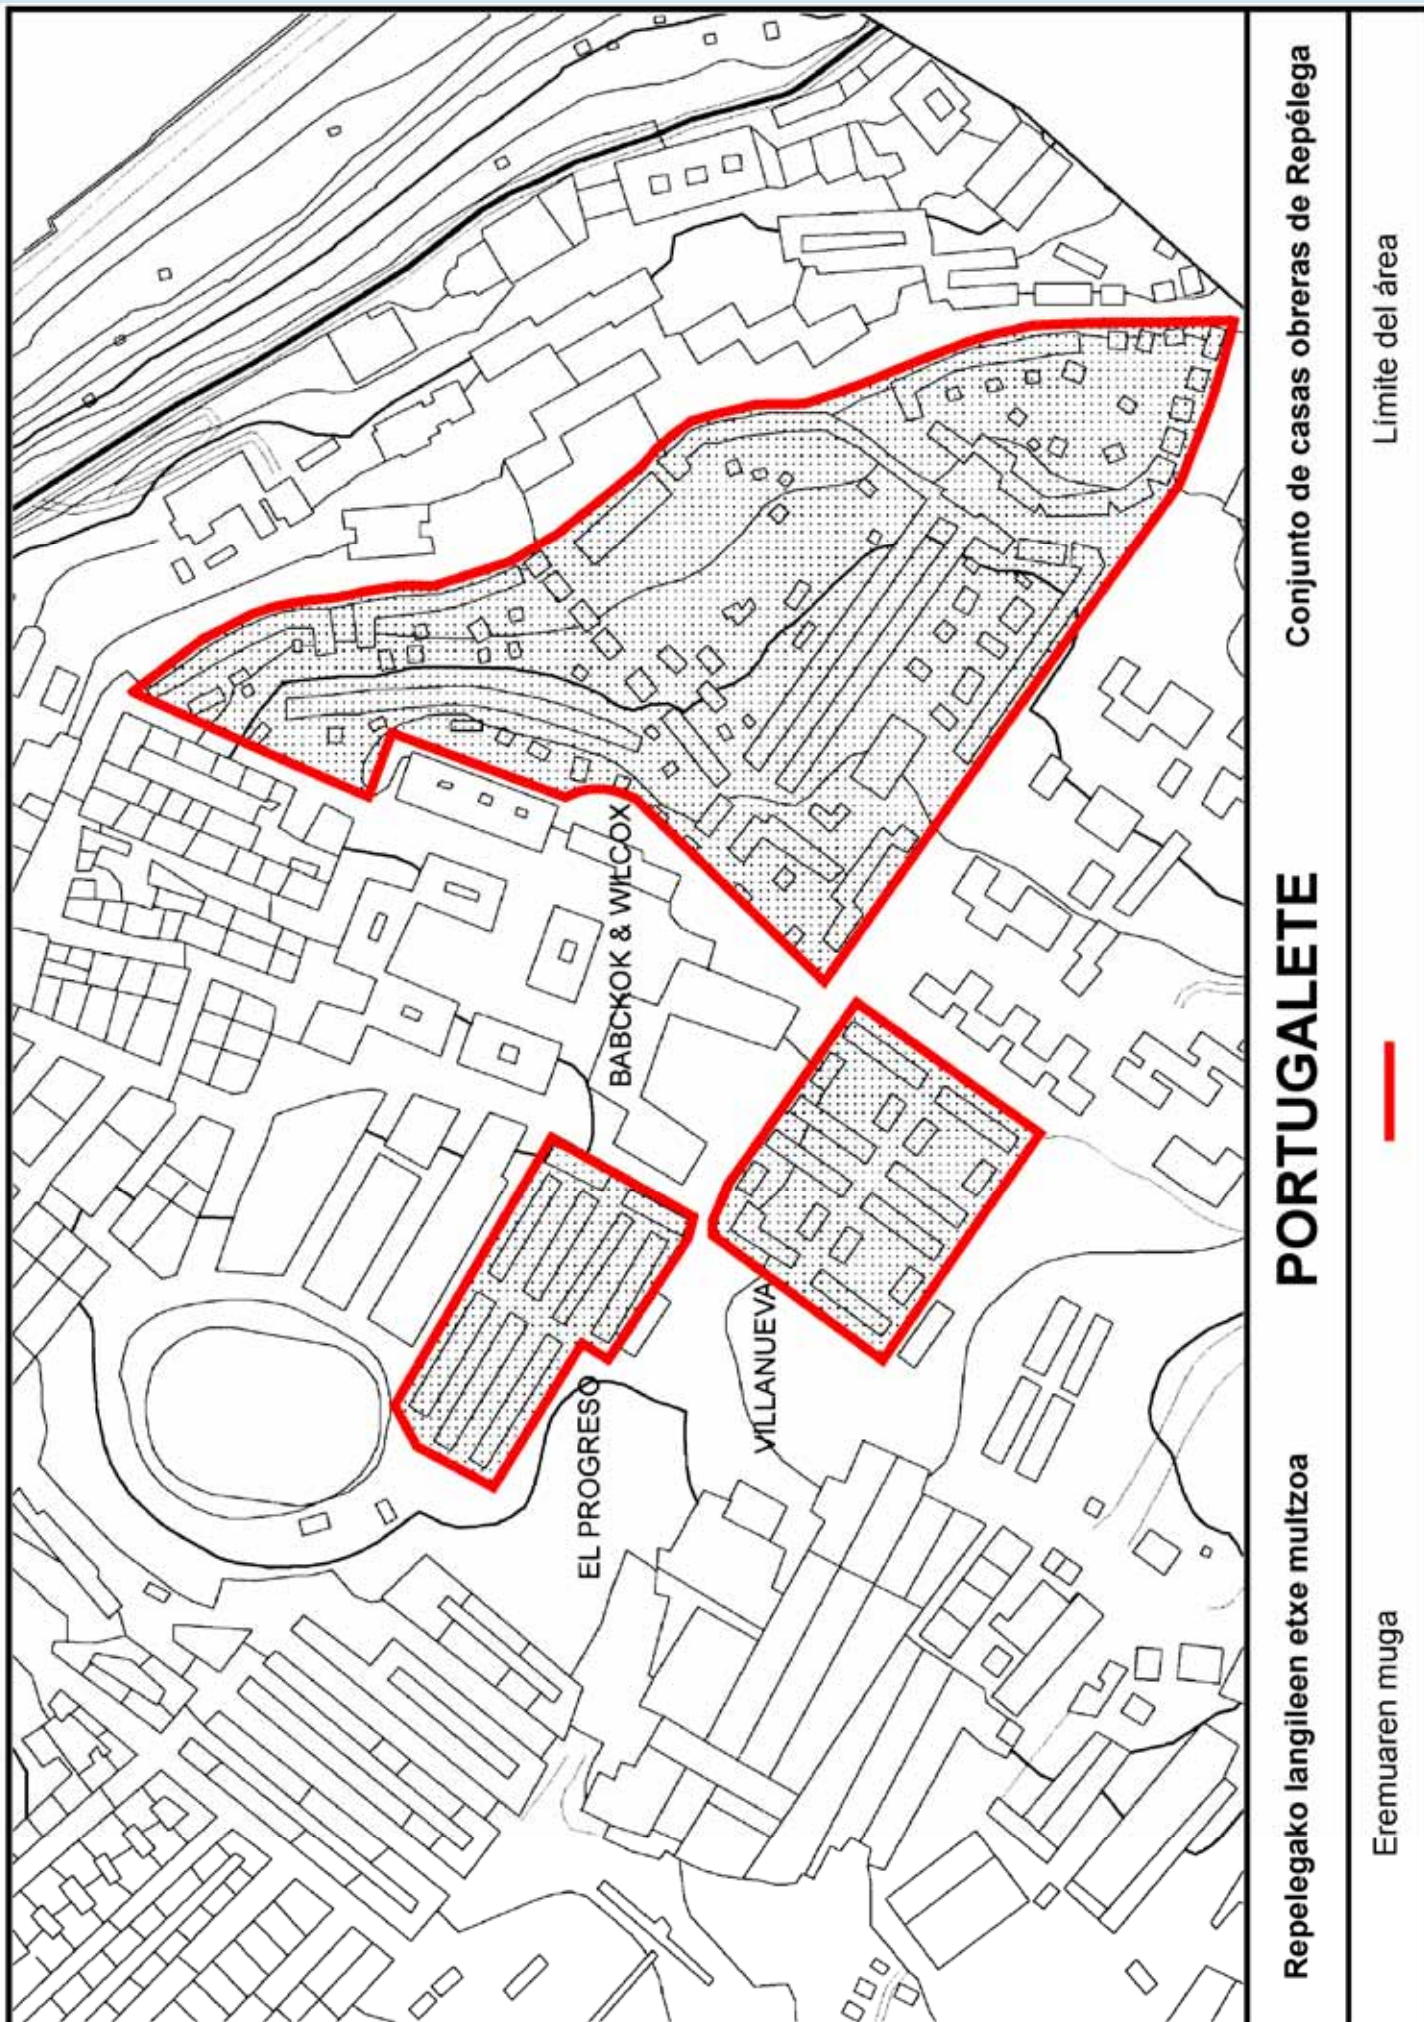 BABCKOK & WILCOX
EL PROGRESO
VILLANUEVA
Repelegako langileen etxe multzoa
PORTUGALETE
Conjunto de casas obreras de Repélega
Eremuaren muga
Límite del área